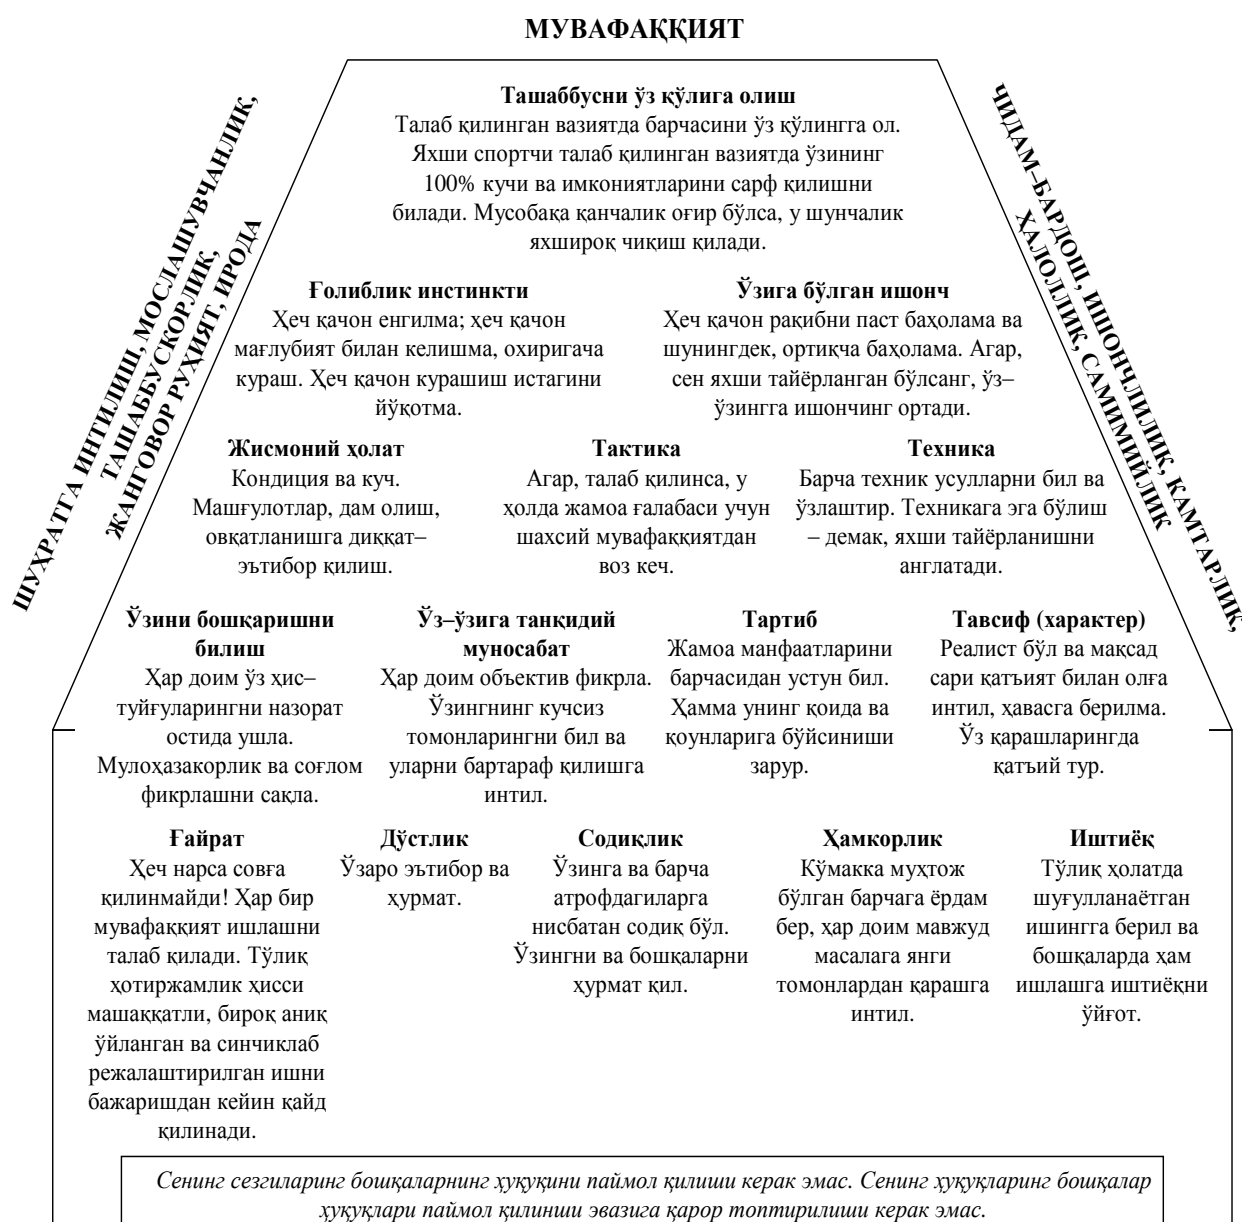 МУВАФАҚҚИЯТ
ШУҲРАТГА ИНТИЛИШ, МОСЛАШУВЧАНЛИК,
ТАШАББУСКОРЛИК,
ЖАНГОВОР РУҲИЯТ, ИРОДА
ЧИДАМ–БАРДОШ, ИШОНЧЛИЛИК, КАМТАРЛИК,
ҲАЛОЛЛИК, САМИМИЙЛИК
Ташаббусни ўз қўлига олиш
Талаб қилинган вазиятда барчасини ўз қўлингга ол.
Яхши спортчи талаб қилинган вазиятда ўзининг
100% кучи ва имкониятларини сарф қилишни
билади. Мусобақа қанчалик оғир бўлса, у шунчалик
яхшироқ чиқиш қилади.
Ғолиблик инстинкти
Ҳеч қачон енгилма; ҳеч қачон
мағлубият билан келишма, охиригача
кураш. Ҳеч қачон курашиш истагини
йўқотма.
Ўзига бўлган ишонч
Ҳеч қачон рақибни паст баҳолама ва
шунингдек, ортиқча баҳолама. Агар,
сен яхши тайёрланган бўлсанг, ўз–
ўзингга ишончинг ортади.
Жисмоний ҳолат
Кондиция ва куч.
Машғулотлар, дам олиш,
овқатланишга диққат–
эътибор қилиш.
Тактика
Агар, талаб қилинса, у
ҳолда жамоа ғалабаси учун
шахсий мувафаққиятдан
воз кеч.
Техника
Барча техник усулларни бил ва
ўзлаштир. Техникага эга бўлиш
– демак, яхши тайёрланишни
англатади.
Ўзини бошқаришни
билиш
Ҳар доим ўз ҳис–
туйғуларингни назорат
остида ушла.
Мулоҳазакорлик ва соғлом
фикрлашни сақла.
Ўз–ўзига танқидий
муносабат
Ҳар доим объектив фикрла.
Ўзингнинг кучсиз
томонларингни бил ва
уларни бартараф қилишга
интил.
Тартиб
Жамоа манфаатларини
барчасидан устун бил.
Ҳамма унинг қоида ва
қоунларига бўйсиниши
зарур.
Тавсиф (характер)
Реалист бўл ва мақсад
сари қатъият билан олға
интил, ҳавасга берилма.
Ўз қарашларингда
қатъий тур.
Ғайрат
Ҳеч нарса совға
қилинмайди! Ҳар бир
мувафаққият ишлашни
талаб қилади. Тўлиқ
ҳотиржамлик ҳисси
машаққатли, бироқ аниқ
ўйланган ва синчиклаб
режалаштирилган ишни
бажаришдан кейин қайд
қилинади.
Дўстлик
Ўзаро эътибор ва
ҳурмат.
Содиқлик
Ўзинга ва барча
атрофдагиларга
нисбатан содиқ бўл.
Ўзингни ва бошқаларни
ҳурмат қил.
Ҳамкорлик
Кўмакка муҳтож
бўлган барчага ёрдам
бер, ҳар доим мавжуд
масалага янги
томонлардан қарашга
интил.
Иштиёқ
Тўлиқ ҳолатда
шуғулланаётган
ишингга берил ва
бошқаларда ҳам
ишлашга иштиёқни
ўйғот.
Сенинг сезгиларинг бошқаларнинг ҳуқуқини паймол қилиши керак эмас. Сенинг ҳуқуқларинг бошқалар
ҳуқуқлари паймол қилинши эвазига қарор топтирилиши керак эмас.